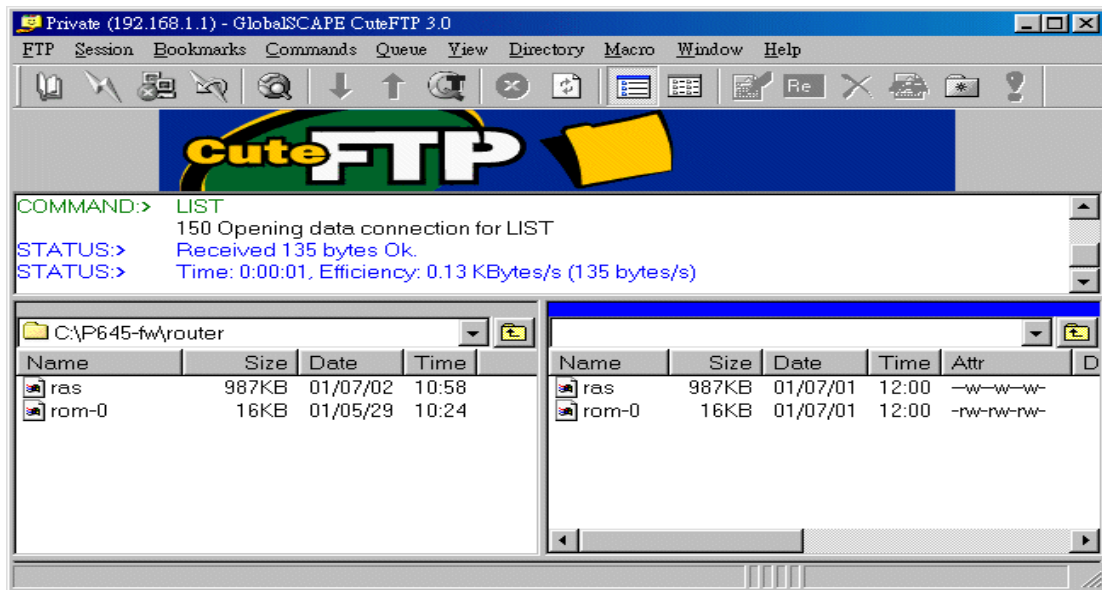 Private (192.168.1.1) - GlobalSCAPE CuteFTP 3.0
FTP Session Bookmarks Commands Queue View Directory Macro Window Help
Re
CuteFTP
COMMAND:> LIST
150 Opening data connection for LIST
STATUS:> Received 135 bytes Ok.
STATUS:> Time: 0:00:01, Efficiency: 0.13 KBytes/s (135 bytes/s)
C:\P645-fw\router
Name Size Date Time
ras 987KB 01/07/02 10:58
rom-0 16KB 01/05/29 10:24
Name Size Date Time Attr D
ras 987KB 01/07/01 12:00 --w--w--w-
rom-0 16KB 01/07/01 12:00 -rw-rw-rw-